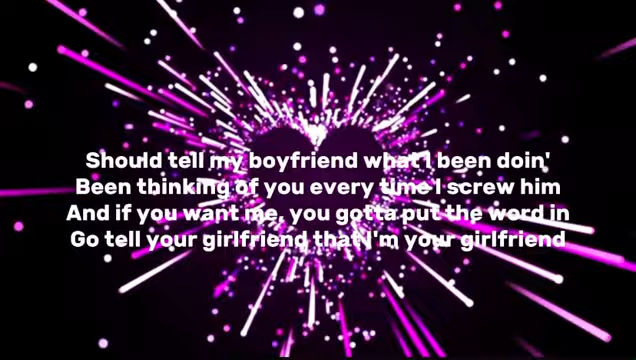 Should tell my boyfriend what I been doin'
Been thinking of you every time I screw him
And if you want me, you gotta put the word in
Go tell your girlfriend that I'm your girlfriend